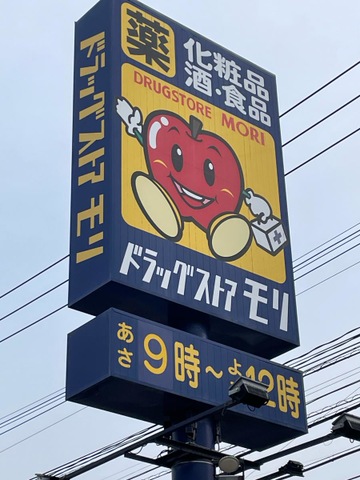 薬
化粧品
酒・食品
DRUGSTORE MORI
ドラッグストア モリ
ドラッグストア モリ
あさ 9時～よ12時